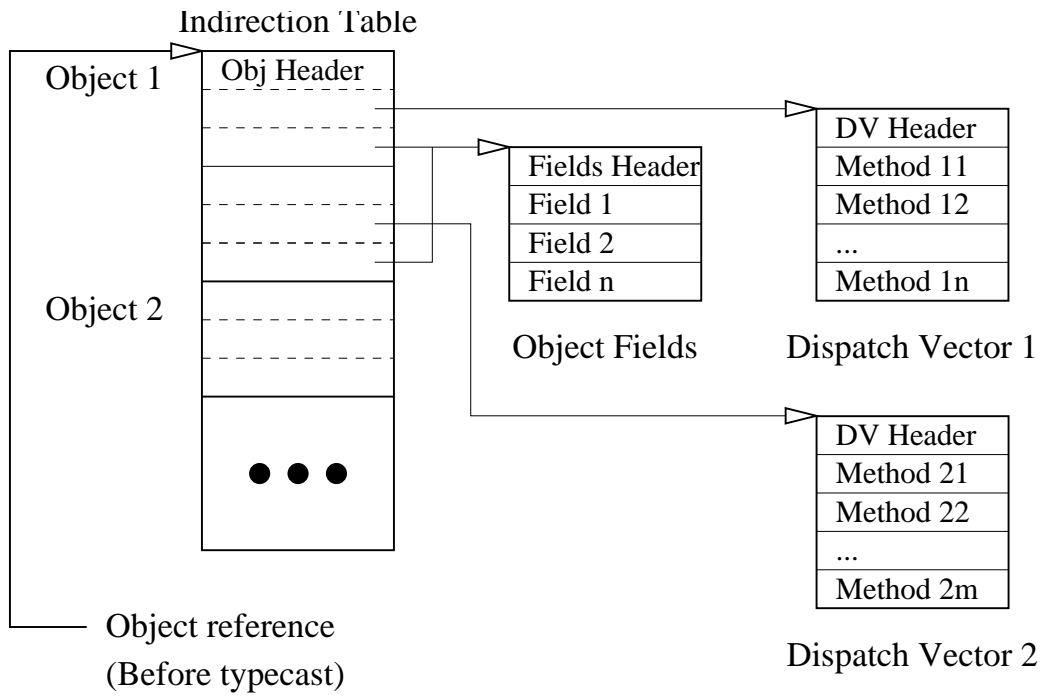 Indirection Table
Object 1
Obj Header
Object 2
Fields Header
Field 1
Field 2
Field n
Object Fields
DV Header
Method 11
Method 12
...
Method 1n
Dispatch Vector 1
DV Header
Method 21
Method 22
...
Method 2m
Dispatch Vector 2
Object reference
(Before typecast)